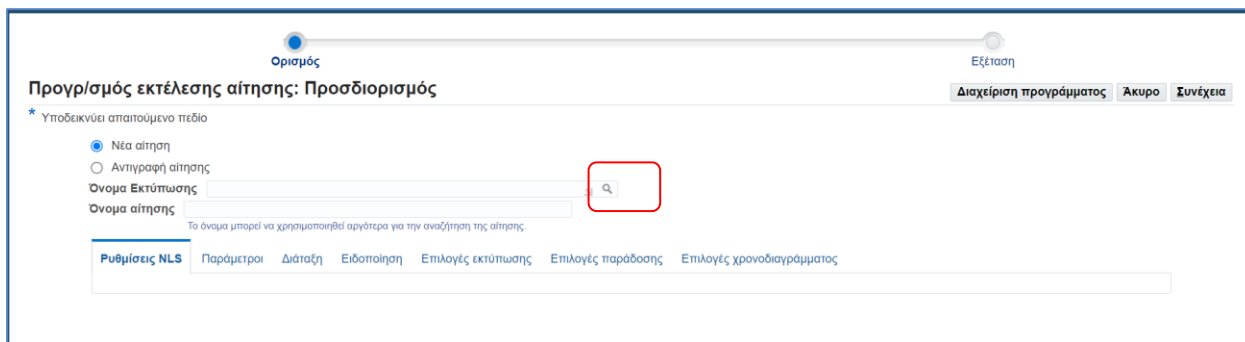 Ορισμός
Εξέταση
Προγρ/σμός εκτέλεσης αίτησης: Προσδιορισμός
Διαχείριση προγράμματος Άκυρο Συνέχεια
* Υποδεικνύει απαιτούμενο πεδίο
Νέα αίτηση
Αντιγραφή αίτησης
Όνομα Εκτύπωσης
Όνομα αίτησης
Το όνομα μπορεί να χρησιμοποιηθεί αργότερα για την αναζήτηση της αίτησης.
Ρυθμίσεις NLS Παράμετροι Διάταξη Ειδοποίηση Επιλογές εκτύπωσης Επιλογές παράδοσης Επιλογές χρονοδιαγράμματος